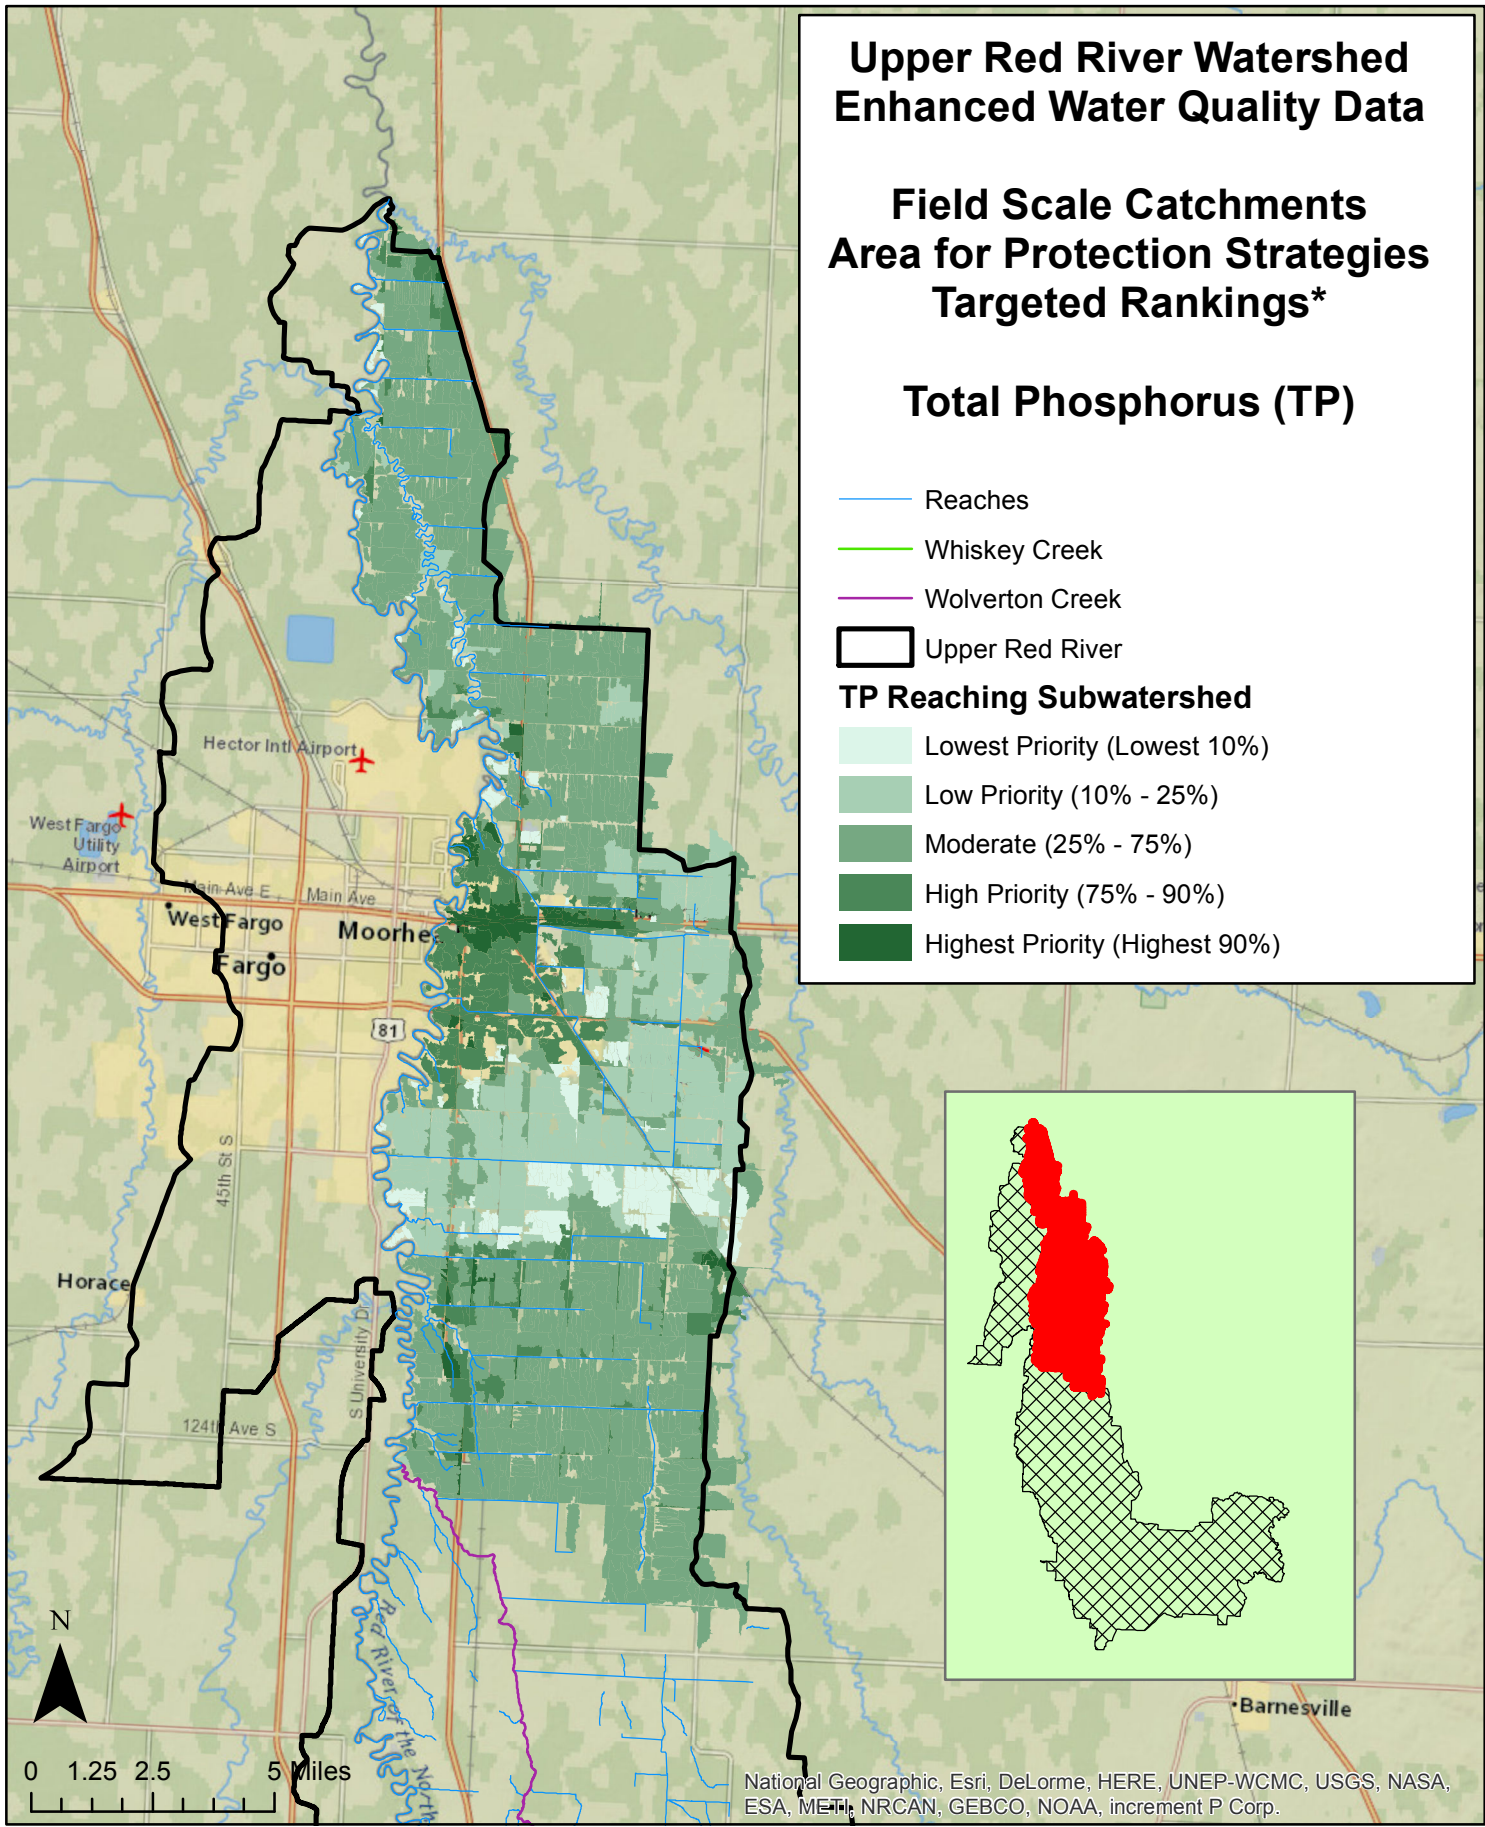 Upper Red River Watershed
Enhanced Water Quality Data
Field Scale Catchments
Area for Protection Strategies
Targeted Rankings*
Total Phosphorus (TP)
Reaches
Whiskey Creek
Wolverton Creek
Upper Red River
TP Reaching Subwatershed
Lowest Priority (Lowest 10%)
Low Priority (10% - 25%)
Moderate (25% - 75%)
High Priority (75% - 90%)
Highest Priority (Highest 90%)
Hector Intl Airport
West Fargo
Utility
Airport
Main Ave E
Main Ave
West Fargo
Moorhe
Fargo
81
45th St S
Horace
S University Dr
124th Ave S
Red River of the North
Barnesville
N
0 1.25 2.5 5 Miles
National Geographic, Esri, DeLorme, HERE, UNEP-WCMC, USGS, NASA,
ESA, METI, NRCAN, GEBCO, NOAA, increment P Corp.